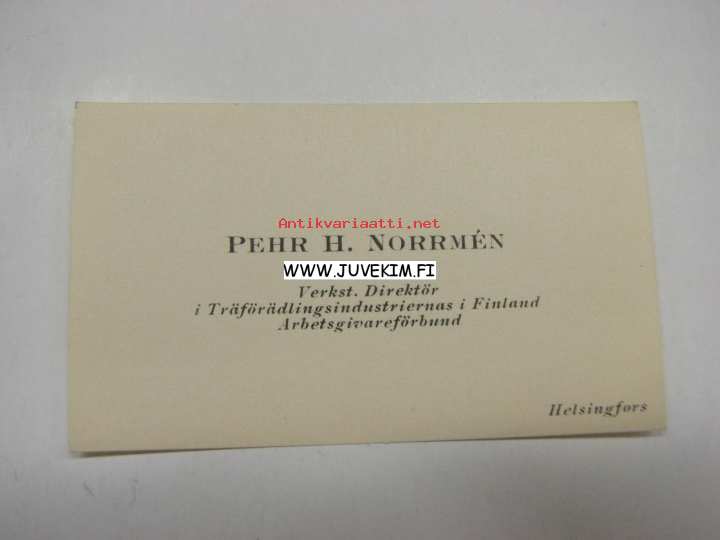 Antikvariaatti.net
PEHR H. NORRMÉN
WWW.JUVEKIM.FI
Verkst. Direktör
i Träförädlingsindustriernas i Finland
Arbetsgivareförbund
Helsingfors